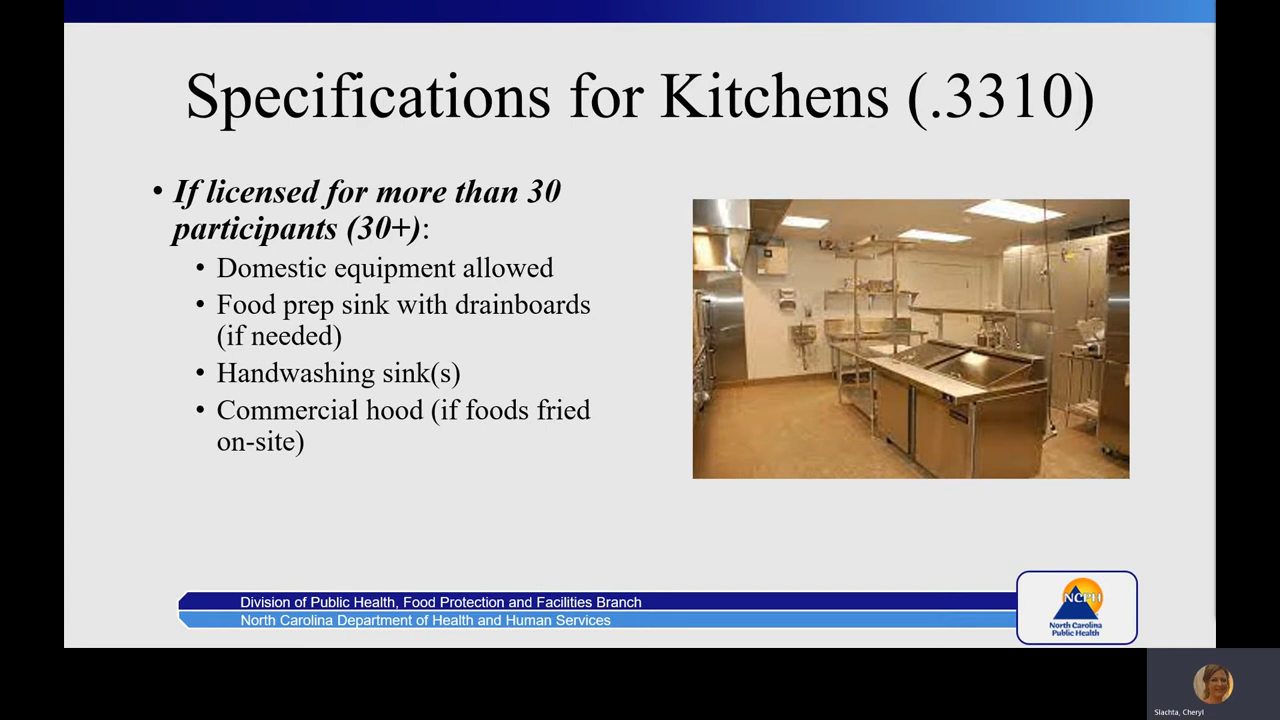 Specifications for Kitchens (.3310)
• If licensed for more than 30
participants (30+):
• Domestic equipment allowed
• Food prep sink with drainboards
(if needed)
• Handwashing sink(s)
• Commercial hood (if foods fried
on-site)
Division of Public Health, Food Protection and Facilities Branch
North Carolina Department of Health and Human Services
NCPH
North Carolina
Public Health
Slachta, Cheryl